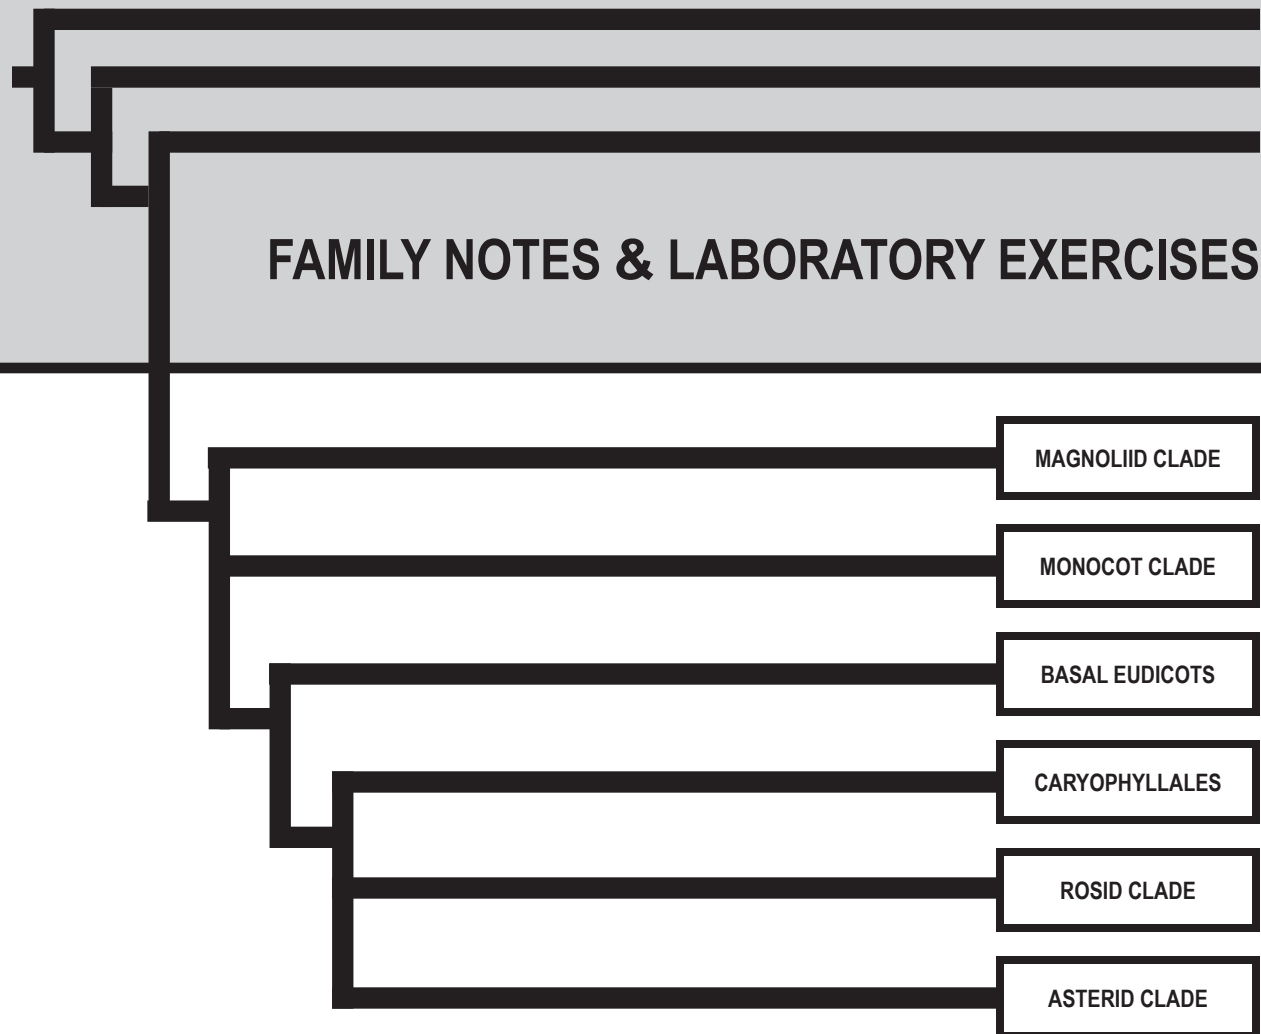 FAMILY NOTES & LABORATORY EXERCISES
MAGNOLIID CLADE
MONOCOT CLADE
BASAL EUDICOTS
CARYOPHYLLALES
ROSID CLADE
ASTERID CLADE